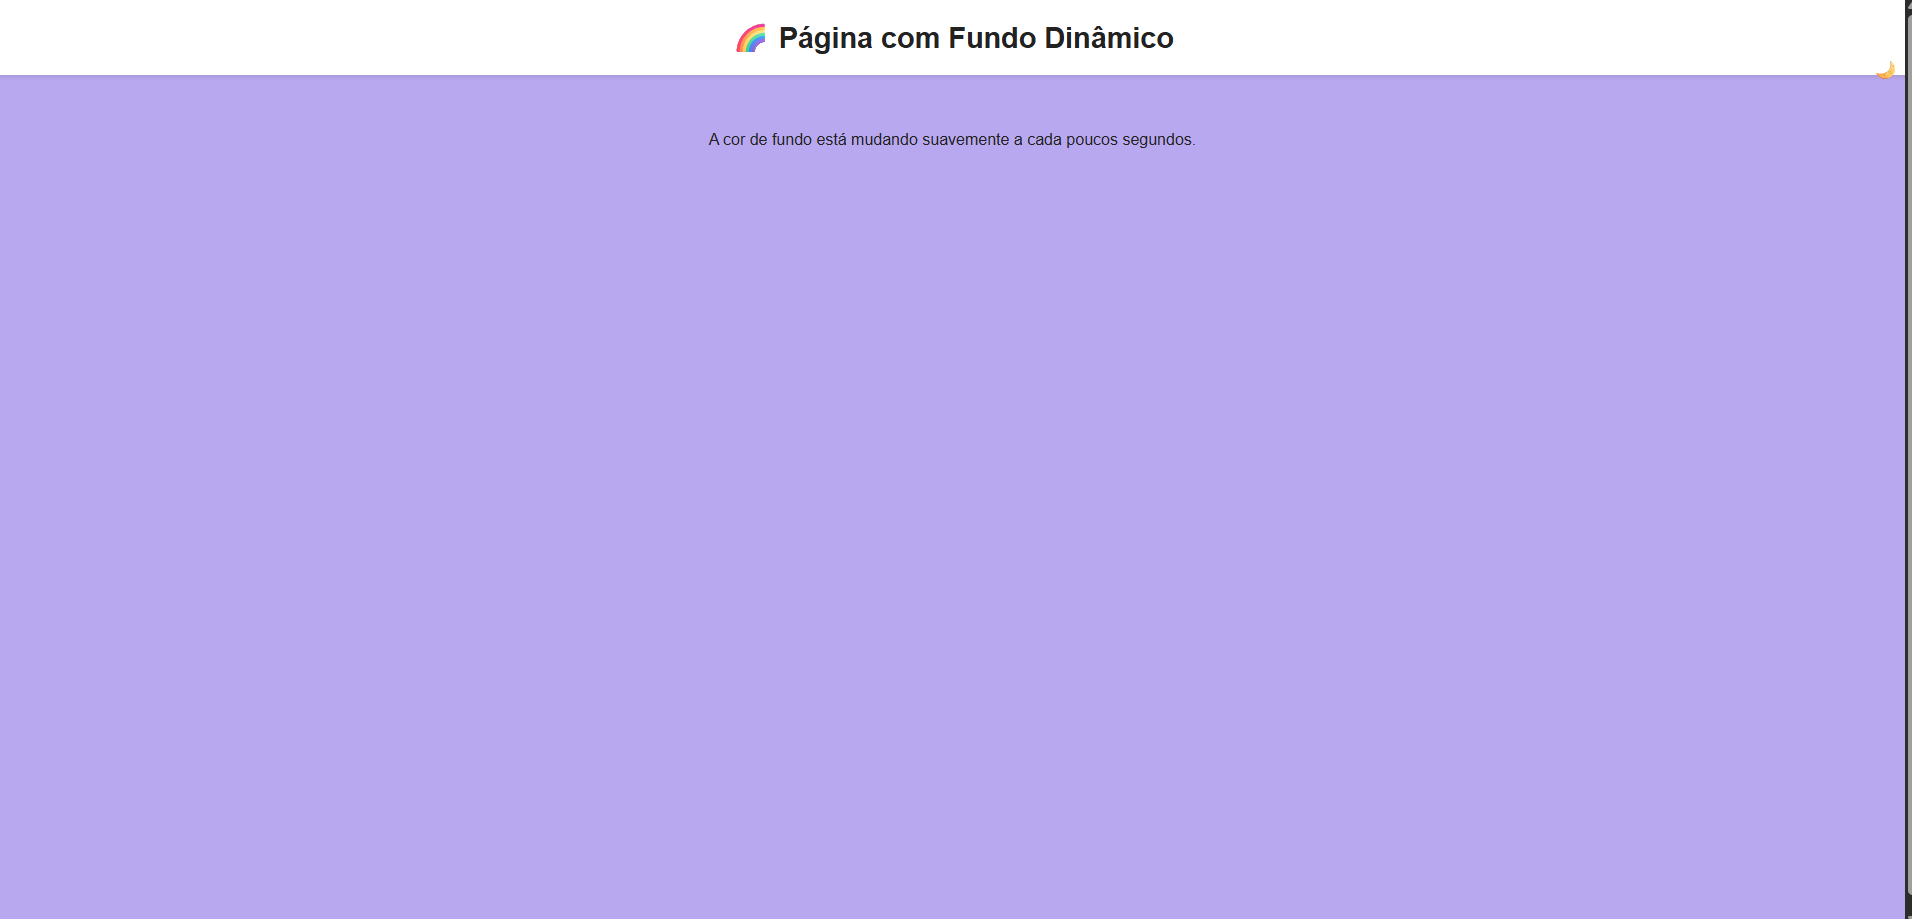 🌈 Página com Fundo Dinâmico
🌙
A cor de fundo está mudando suavemente a cada poucos segundos.